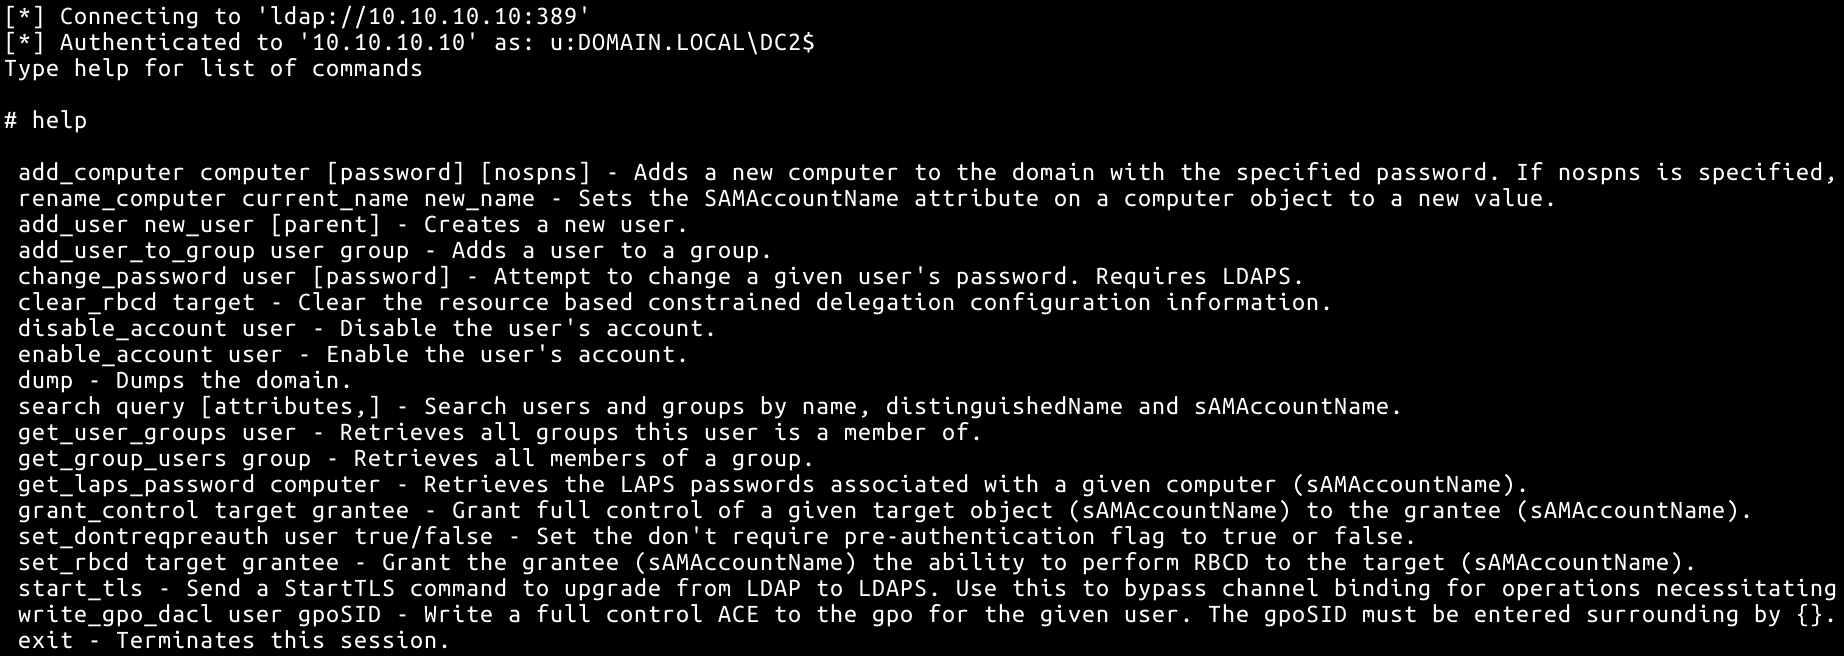 [*] Connecting to 'ldap://10.10.10.10:389'
[*] Authenticated to '10.10.10.10' as: u:DOMAIN.LOCAL\DC2$
Type help for list of commands
# help
add_computer computer [password] [nospns] - Adds a new computer to the domain with the specified password. If nospns is specified,
rename_computer current_name new_name - Sets the SAMAccountName attribute on a computer object to a new value.
add_user new_user [parent] - Creates a new user.
add_user_to_group user group - Adds a user to a group.
change_password user [password] - Attempt to change a given user's password. Requires LDAPS.
clear_rbcd target - Clear the resource based constrained delegation configuration information.
disable_account user - Disable the user's account.
enable_account user - Enable the user's account.
dump - Dumps the domain.
search query [attributes,] - Search users and groups by name, distinguishedName and sAMAccountName.
get_user_groups user - Retrieves all groups this user is a member of.
get_group_users group - Retrieves all members of a group.
get_laps_password computer - Retrieves the LAPS passwords associated with a given computer (sAMAccountName).
grant_control target grantee - Grant full control of a given target object (sAMAccountName) to the grantee (sAMAccountName).
set_dontreqpreauth user true/false - Set the don't require pre-authentication flag to true or false.
set_rbcd target grantee - Grant the grantee (sAMAccountName) the ability to perform RBCD to the target (sAMAccountName).
start_tls - Send a StartTLS command to upgrade from LDAP to LDAPS. Use this to bypass channel binding for operations necessitating
write_gpo_dacl user gpoSID - Write a full control ACE to the gpo for the given user. The gpoSID must be entered surrounding by {}.
exit - Terminates this session.